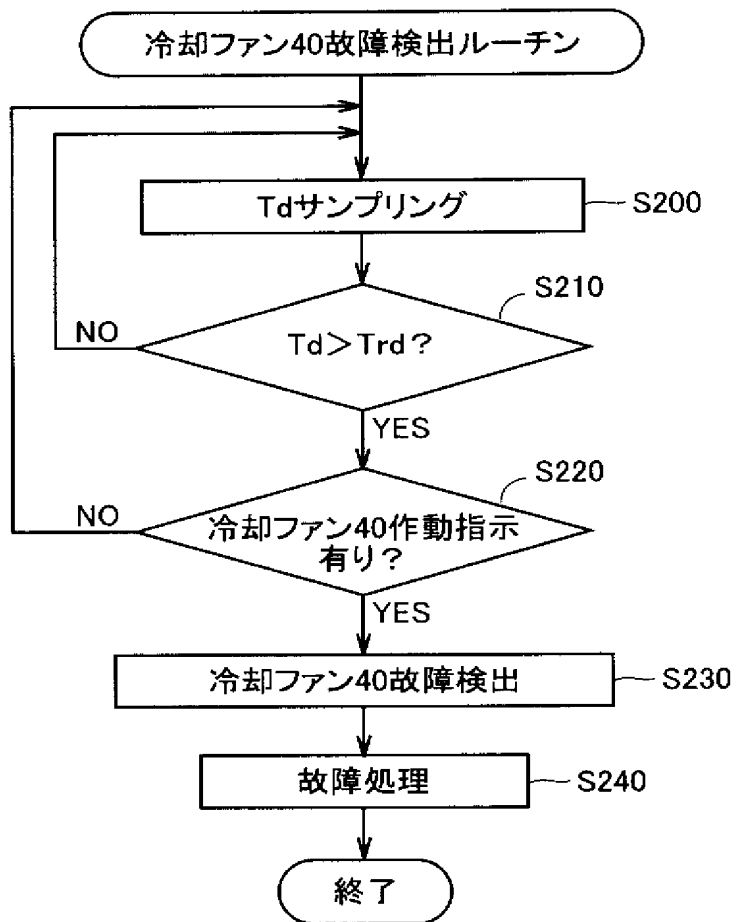 冷却ファン40故障検出ルーチン
Tdサンプリング
S200
S210
Td＞Trd？
NO
YES
S220
冷却ファン40作動指示
有り？
NO
YES
冷却ファン40故障検出
S230
故障処理
S240
終了